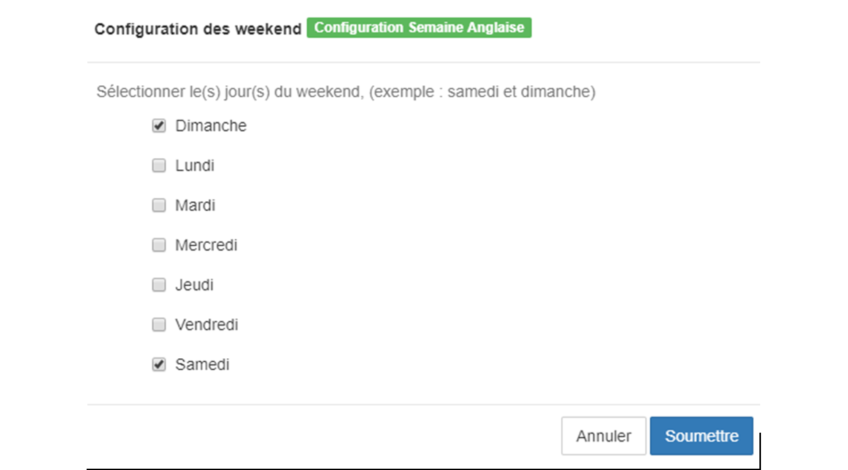 Configuration des weekend Configuration Semaine Anglaise
Sélectionner le(s) jour(s) du weekend, (exemple : samedi et dimanche)
Dimanche
Lundi
Mardi
Mercredi
Jeudi
Vendredi
Samedi
Annuler Soumettre